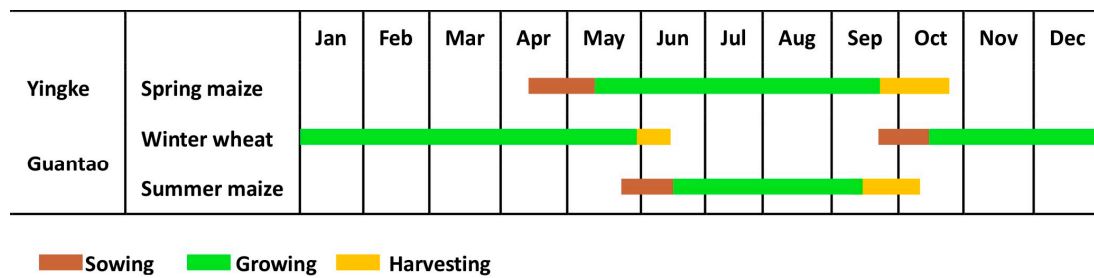 Jan Feb Mar Apr May Jun Jul Aug Sep Oct Nov Dec
Yingke Spring maize
Winter wheat
Guantao
Summer maize
Sowing Growing Harvesting